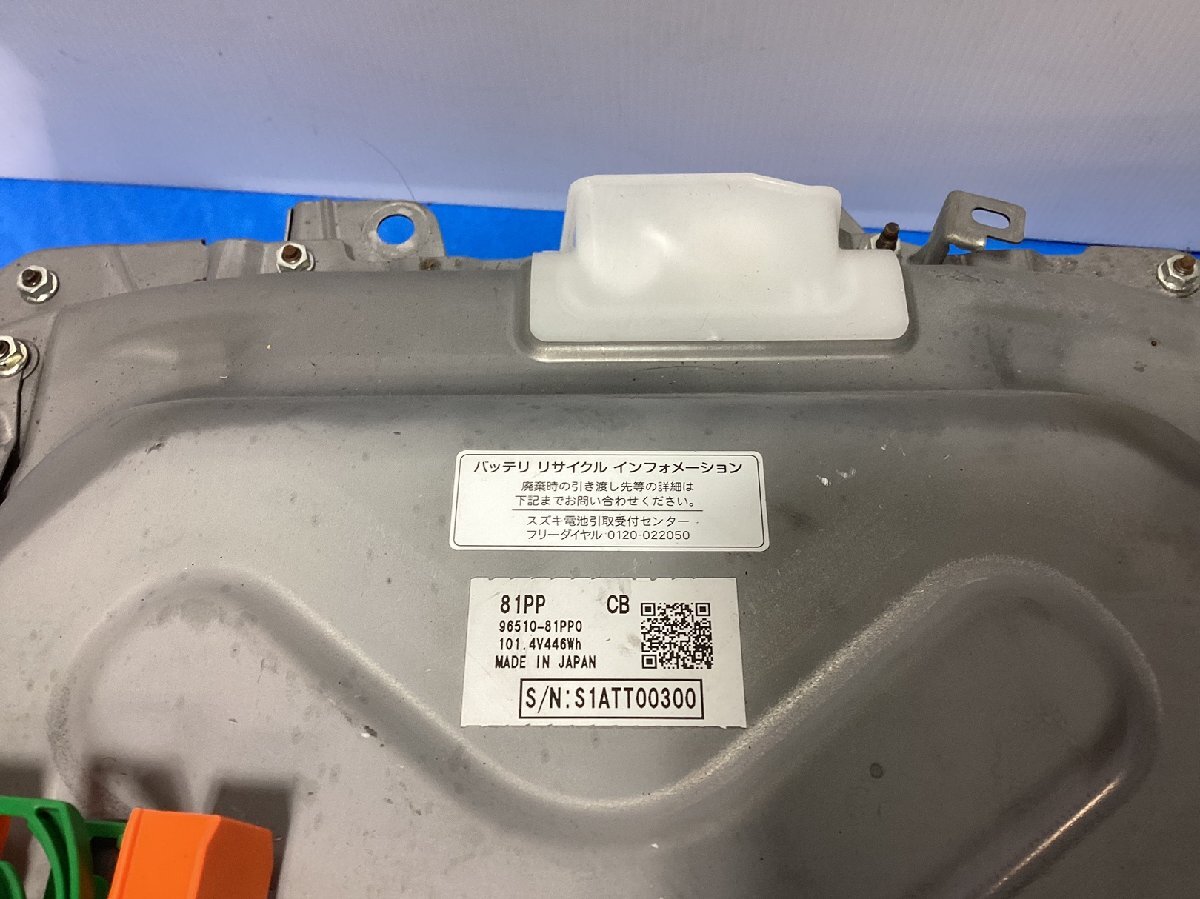 バッテリ リサイクル インフォメーション
廃棄時の引き渡し先等の詳細は
下記までお問い合わせください。
スズキ電池引取受付センター
フリーダイヤル 0120-022050
81PP CB
96510-81PP0
101.4V446Wh
MADE IN JAPAN
S/N:S1ATT00300